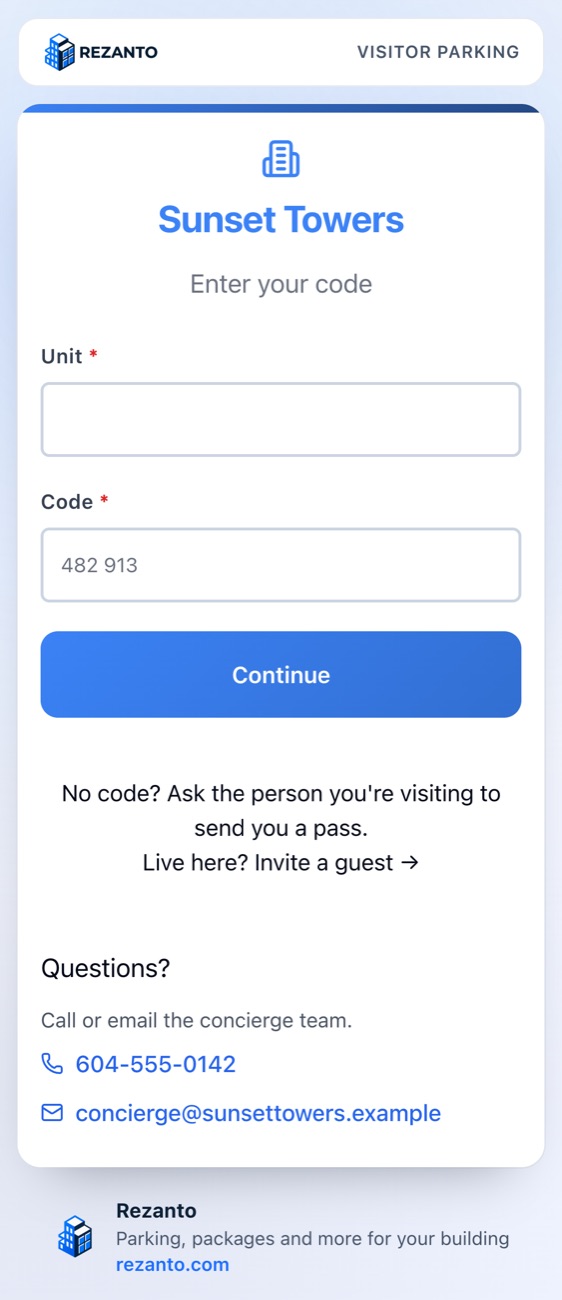 REZANTO
VISITOR PARKING
Sunset Towers
Enter your code
Unit *
Code *
482 913
Continue
No code? Ask the person you're visiting to
send you a pass.
Live here? Invite a guest →
Questions?
Call or email the concierge team.
604-555-0142
concierge@sunsettowers.example
Rezanto
Parking, packages and more for your building
rezanto.com